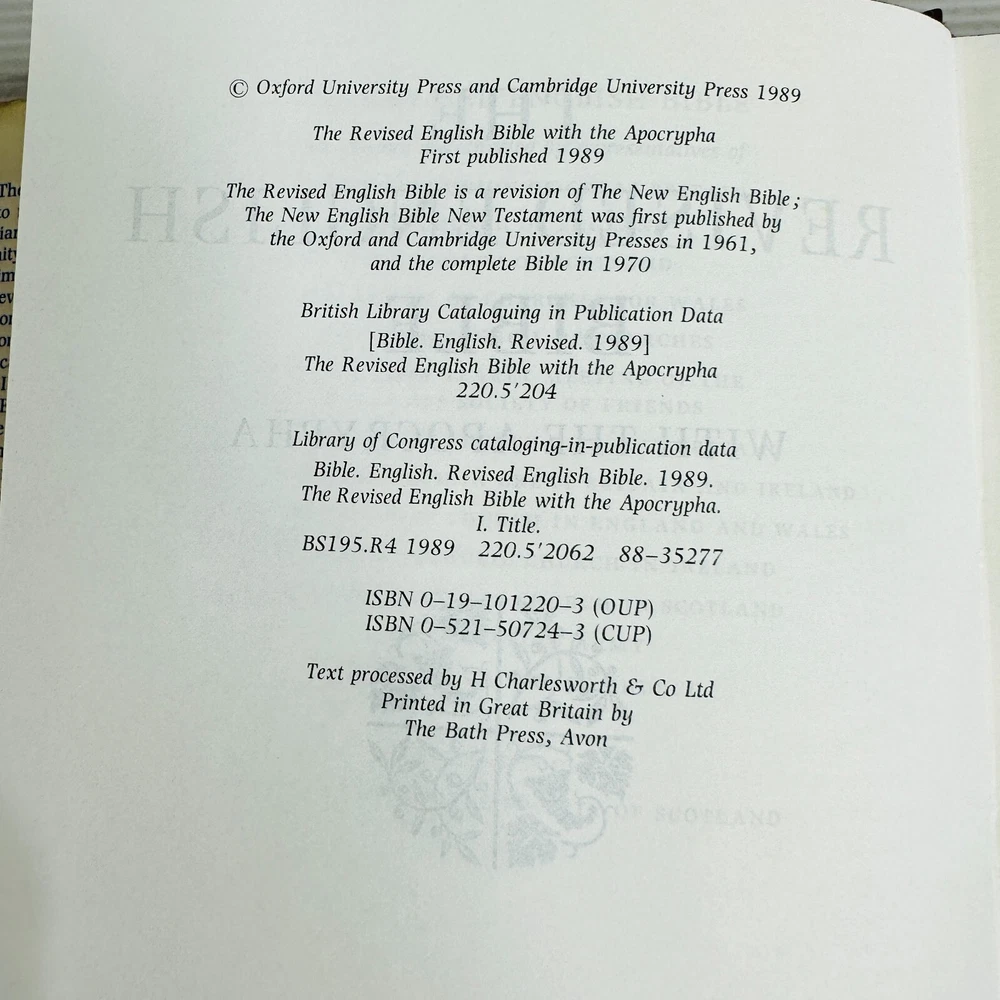 © Oxford University Press and Cambridge University Press 1989
The Revised English Bible with the Apocrypha
First published 1989
The Revised English Bible is a revision of The New English Bible;
The New English Bible New Testament was first published by
the Oxford and Cambridge University Presses in 1961,
and the complete Bible in 1970
British Library Cataloguing in Publication Data
[Bible. English. Revised. 1989]
The Revised English Bible with the Apocrypha
220.5'204
Library of Congress cataloging-in-publication data
Bible. English. Revised English Bible. 1989.
The Revised English Bible with the Apocrypha.
I. Title.
BS195.R4 1989 220.5'2062 88–35277
ISBN 0–19–101220–3 (OUP)
ISBN 0–521–50724–3 (CUP)
Text processed by H Charlesworth & Co Ltd
Printed in Great Britain by
The Bath Press, Avon